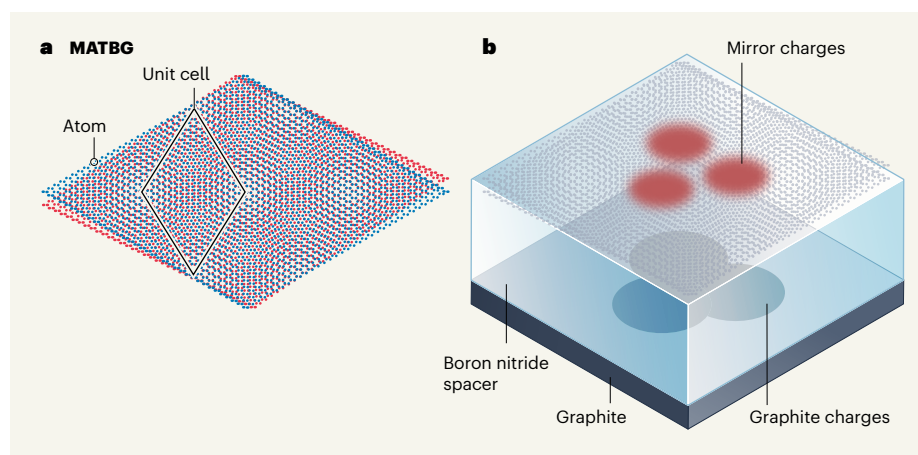 a MATBG
Unit cell
Atom
b
Mirror charges
Boron nitride
spacer
Graphite
Graphite charges